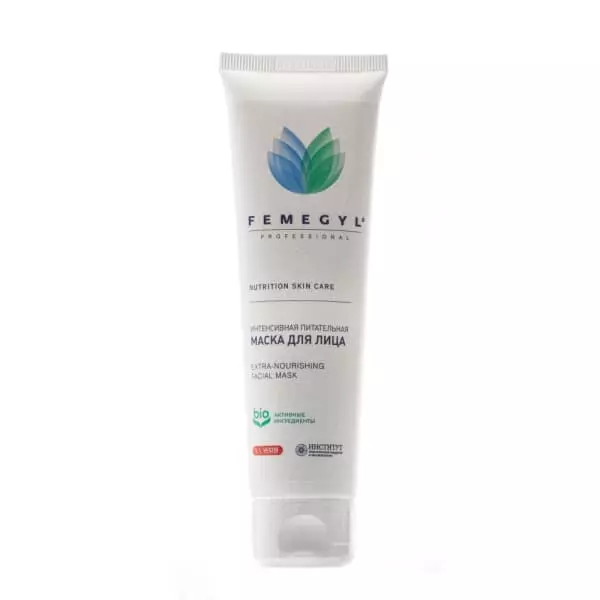 FEMEGYL®
PROFESSIONAL
NUTRITION SKIN CARE
ИНТЕНСИВНАЯ ПИТАТЕЛЬНАЯ
МАСКА ДЛЯ ЛИЦА
EXTRA-NOURISHING
FACIAL MASK
bio АКТИВНЫЕ
ИНГРЕДИЕНТЫ
ИНСТИТУТ